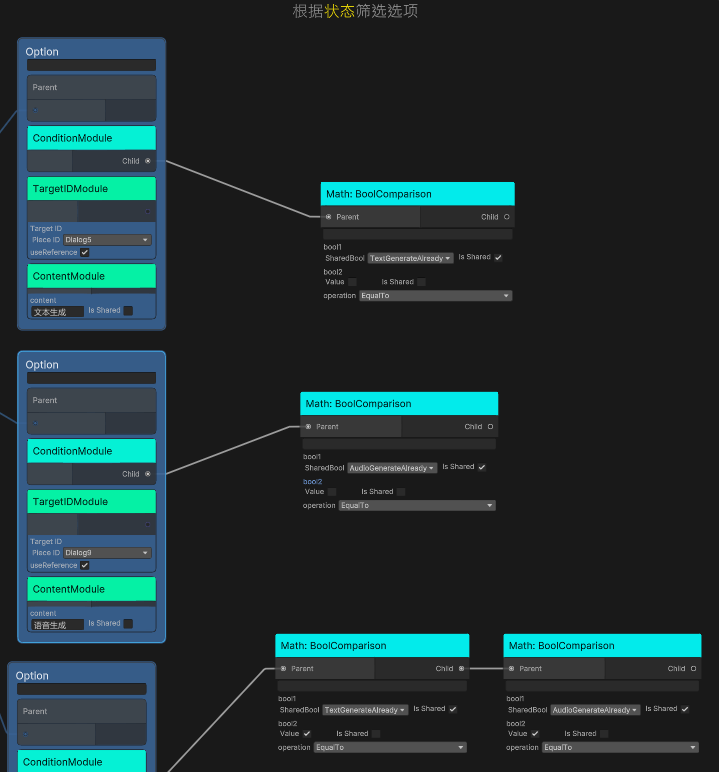 根据状态筛选选项
Option
Parent
ConditionModule
Child
TargetIDModule
Target ID
Piece ID Dialog5
useReference
ContentModule
content
文本生成 Is Shared
Math: BoolComparison
Parent Child
bool1
SharedBool TextGenerateAlready Is Shared
bool2
Value Is Shared
operation EqualTo
Option
Parent
ConditionModule
Child
TargetIDModule
Target ID
Piece ID Dialog9
useReference
ContentModule
content
语音生成 Is Shared
Math: BoolComparison
Parent Child
bool1
SharedBool AudioGenerateAlready Is Shared
bool2
Value Is Shared
operation EqualTo
Option
Parent
ConditionModule
Math: BoolComparison
Parent Child
bool1
SharedBool TextGenerateAlready Is Shared
bool2
Value Is Shared
operation EqualTo
Math: BoolComparison
Parent Child
bool1
SharedBool AudioGenerateAlready Is Shared
bool2
Value Is Shared
operation EqualTo